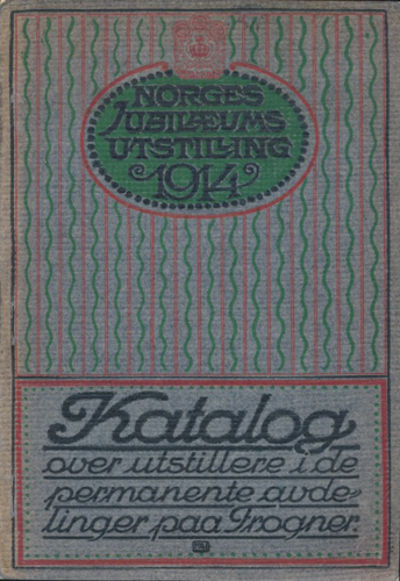 NORGES
JUBILÆUMS
UTSTILLING
1914
Katalog
over utstillere i de
permanente avde-
linger paa Frogner.